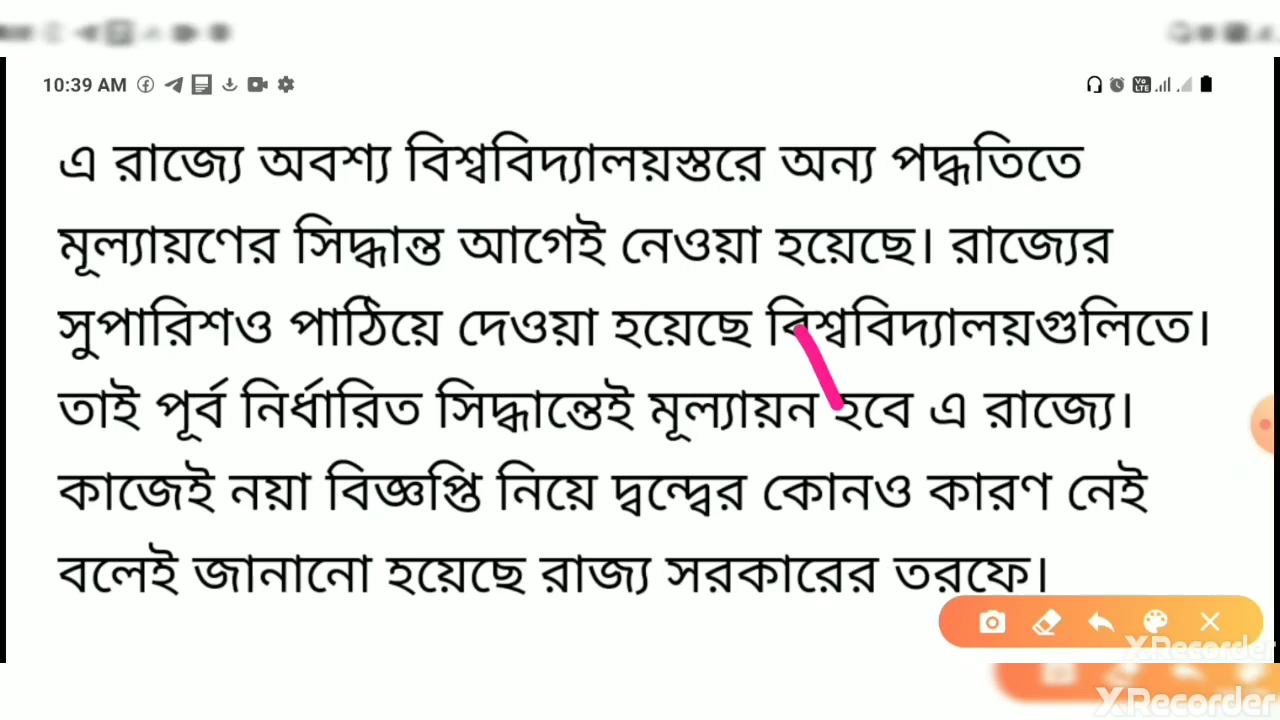 10:39 AM
এ রাজ্যে অবশ্য বিশ্ববিদ্যালয়স্তরে অন্য পদ্ধতিতে
মূল্যায়ণের সিদ্ধান্ত আগেই নেওয়া হয়েছে। রাজ্যের
সুপারিশও পাঠিয়ে দেওয়া হয়েছে বিশ্ববিদ্যালয়গুলিতে।
তাই পূর্ব নির্ধারিত সিদ্ধান্তেই মূল্যায়ন হবে এ রাজ্যে।
কাজেই নয়া বিজ্ঞপ্তি নিয়ে দ্বন্দ্বের কোনও কারণ নেই
বলেই জানানো হয়েছে রাজ্য সরকারের তরফে।
XRecorder
XRecorder